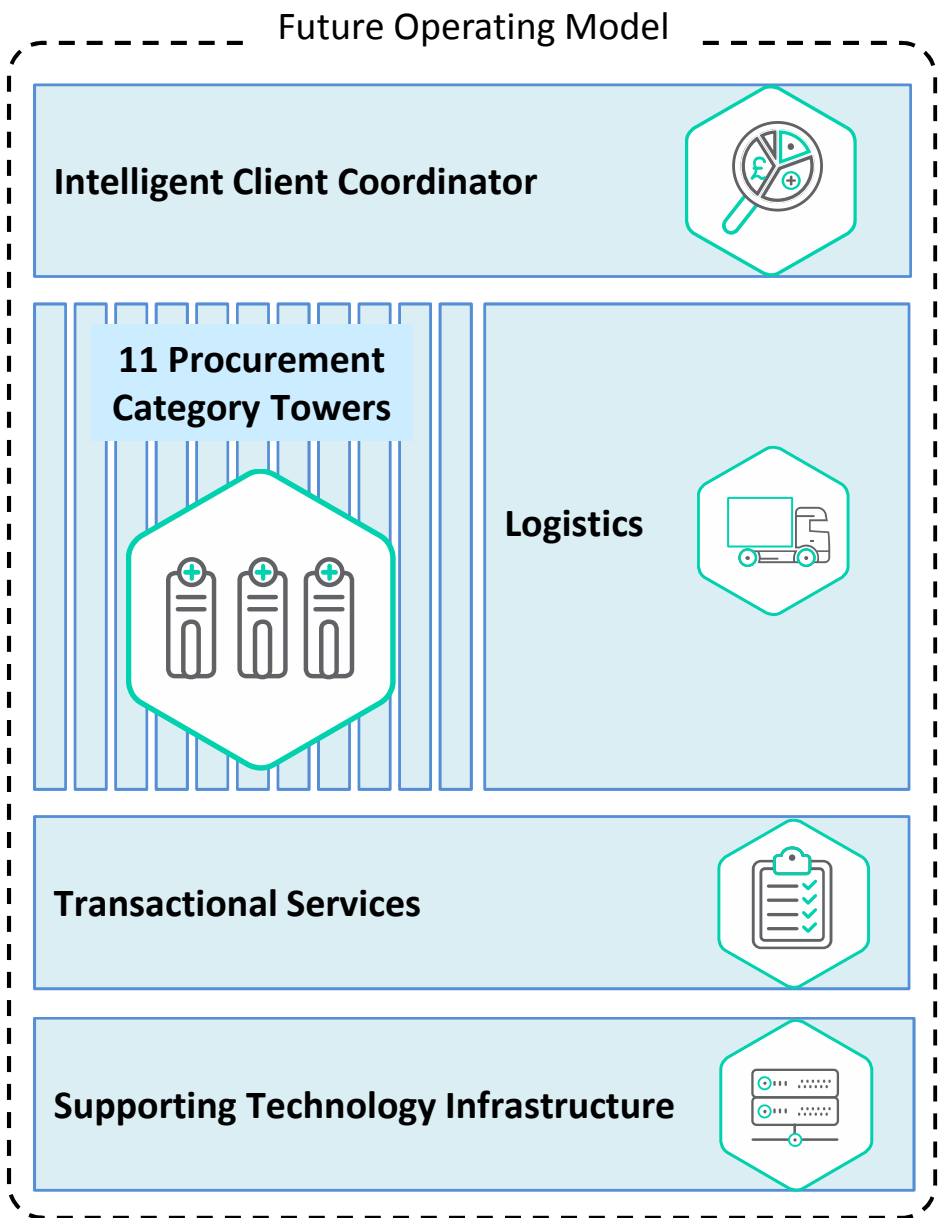 Future Operating Model
Intelligent Client Coordinator
£
11 Procurement
Category Towers
Logistics
Transactional Services
Supporting Technology Infrastructure